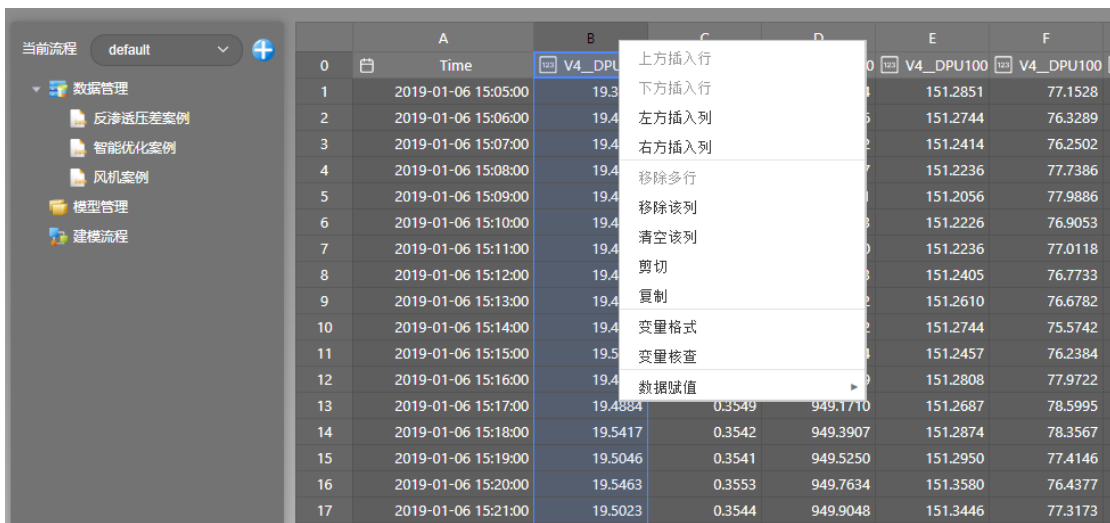 当前流程 default
数据管理
反渗透压差案例
智能优化案例
风机案例
模型管理
建模流程
A B C D E F
0 Time V4__DPU 0 V4__DPU100 V4__DPU100
1 2019-01-06 15:05:00 19.3 151.2851 77.1528
2 2019-01-06 15:06:00 19.4 151.2744 76.3289
3 2019-01-06 15:07:00 19.4 151.2414 76.2502
4 2019-01-06 15:08:00 19.4 151.2236 77.7386
5 2019-01-06 15:09:00 19.4 151.2056 77.9886
6 2019-01-06 15:10:00 19.4 151.2226 76.9053
7 2019-01-06 15:11:00 19.4 151.2236 77.0118
8 2019-01-06 15:12:00 19.4 151.2405 76.7733
9 2019-01-06 15:13:00 19.4 151.2610 76.6782
10 2019-01-06 15:14:00 19.4 151.2744 75.5742
11 2019-01-06 15:15:00 19.5 151.2457 76.2384
12 2019-01-06 15:16:00 19.4 151.2808 77.9722
13 2019-01-06 15:17:00 19.4884 0.3549 949.1710 151.2687 78.5995
14 2019-01-06 15:18:00 19.5417 0.3542 949.3907 151.2874 78.3567
15 2019-01-06 15:19:00 19.5046 0.3541 949.5250 151.2950 77.4146
16 2019-01-06 15:20:00 19.5463 0.3553 949.7634 151.3580 76.4377
17 2019-01-06 15:21:00 19.5023 0.3544 949.9048 151.3446 77.3173
上方插入行
下方插入行
左方插入列
右方插入列
移除多行
移除该列
清空该列
剪切
复制
变量格式
变量核查
数据赋值